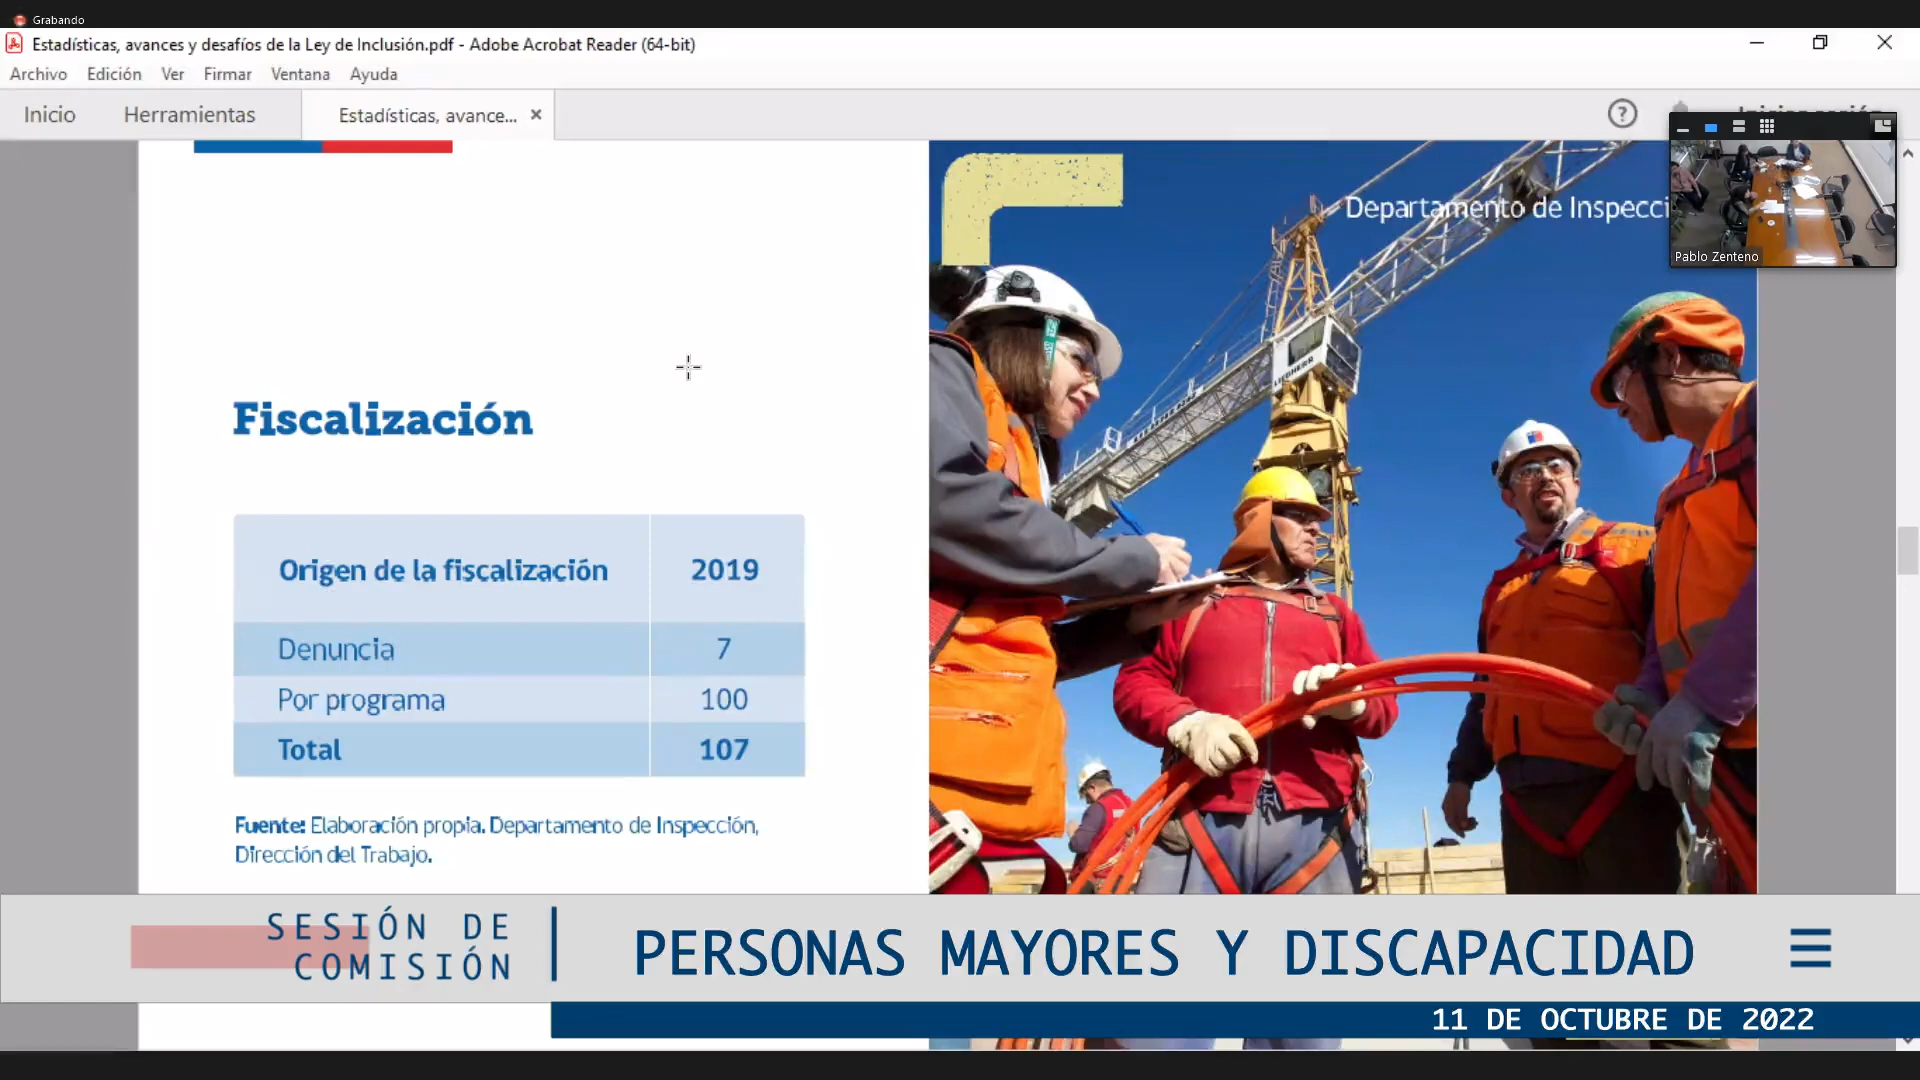 Grabando
Estadísticas, avances y desafíos de la Ley de Inclusión.pdf - Adobe Acrobat Reader (64-bit)
Archivo Edición Ver Firmar Ventana Ayuda
Inicio Herramientas Estadísticas, avance...
Departamento de Inspecci
LIEBHERR
Pablo Zenteno
Fiscalización
Origen de la fiscalización 2019
Denuncia 7
Por programa 100
Total 107
Fuente: Elaboración propia. Departamento de Inspección,
Dirección del Trabajo.
SESIÓN DE
COMISIÓN
PERSONAS MAYORES Y DISCAPACIDAD
11 DE OCTUBRE DE 2022